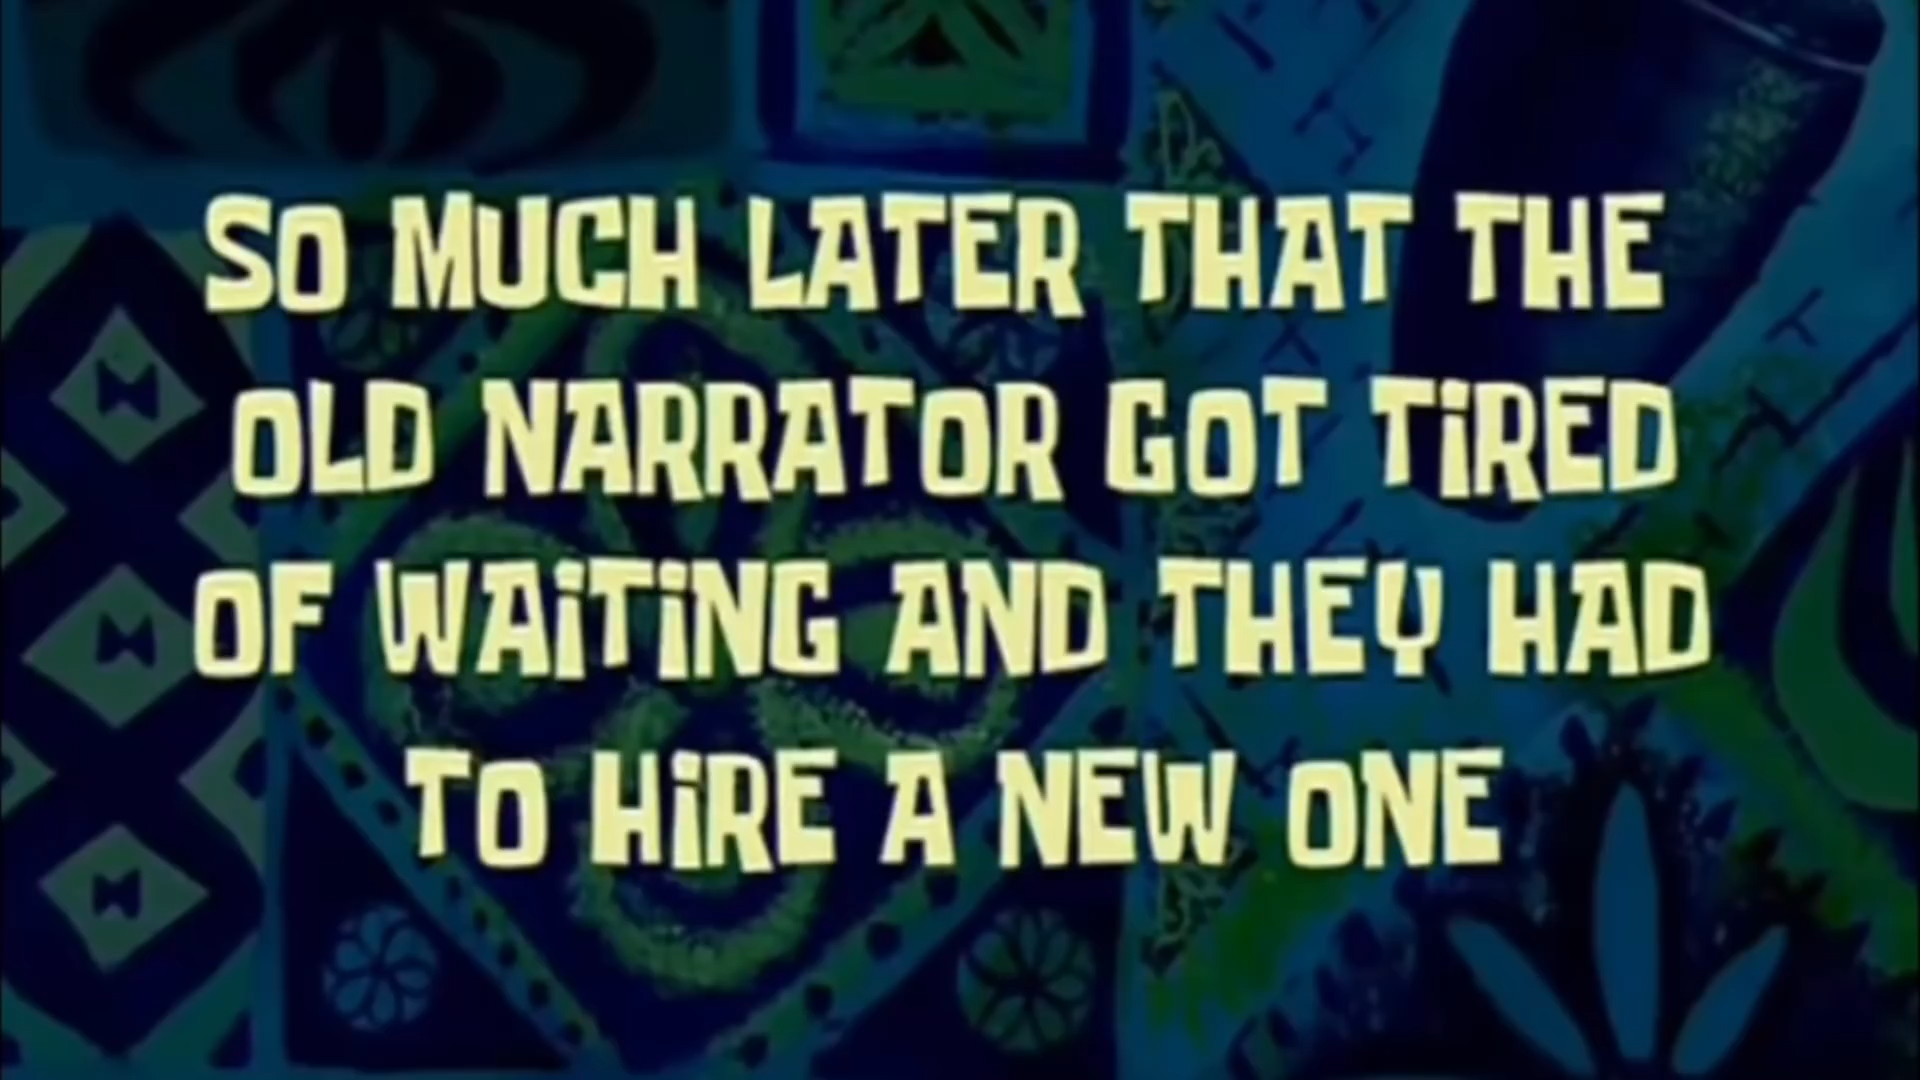 SO MUCH LATER THAT THE
OLD NARRATOR GOT TiRED
OF WAiTiNG AND THEY HAD
TO HiRE A NEW ONE